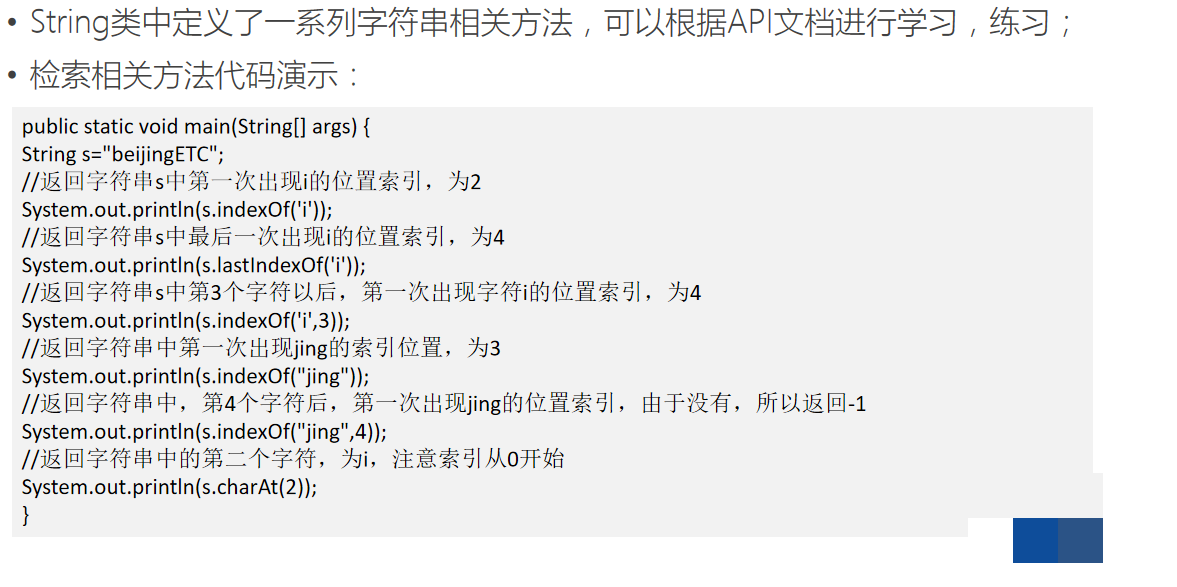 • String类中定义了一系列字符串相关方法，可以根据API文档进行学习，练习；
• 检索相关方法代码演示：
public static void main(String[] args) {
String s="beijingETC";
//返回字符串s中第一次出现i的位置索引，为2
System.out.println(s.indexOf('i'));
//返回字符串s中最后一次出现i的位置索引，为4
System.out.println(s.lastIndexOf('i'));
//返回字符串s中第3个字符以后，第一次出现字符i的位置索引，为4
System.out.println(s.indexOf('i',3));
//返回字符串中第一次出现jing的索引位置，为3
System.out.println(s.indexOf("jing"));
//返回字符串中，第4个字符后，第一次出现jing的位置索引，由于没有，所以返回-1
System.out.println(s.indexOf("jing",4));
//返回字符串中的第二个字符，为i，注意索引从0开始
System.out.println(s.charAt(2));
}